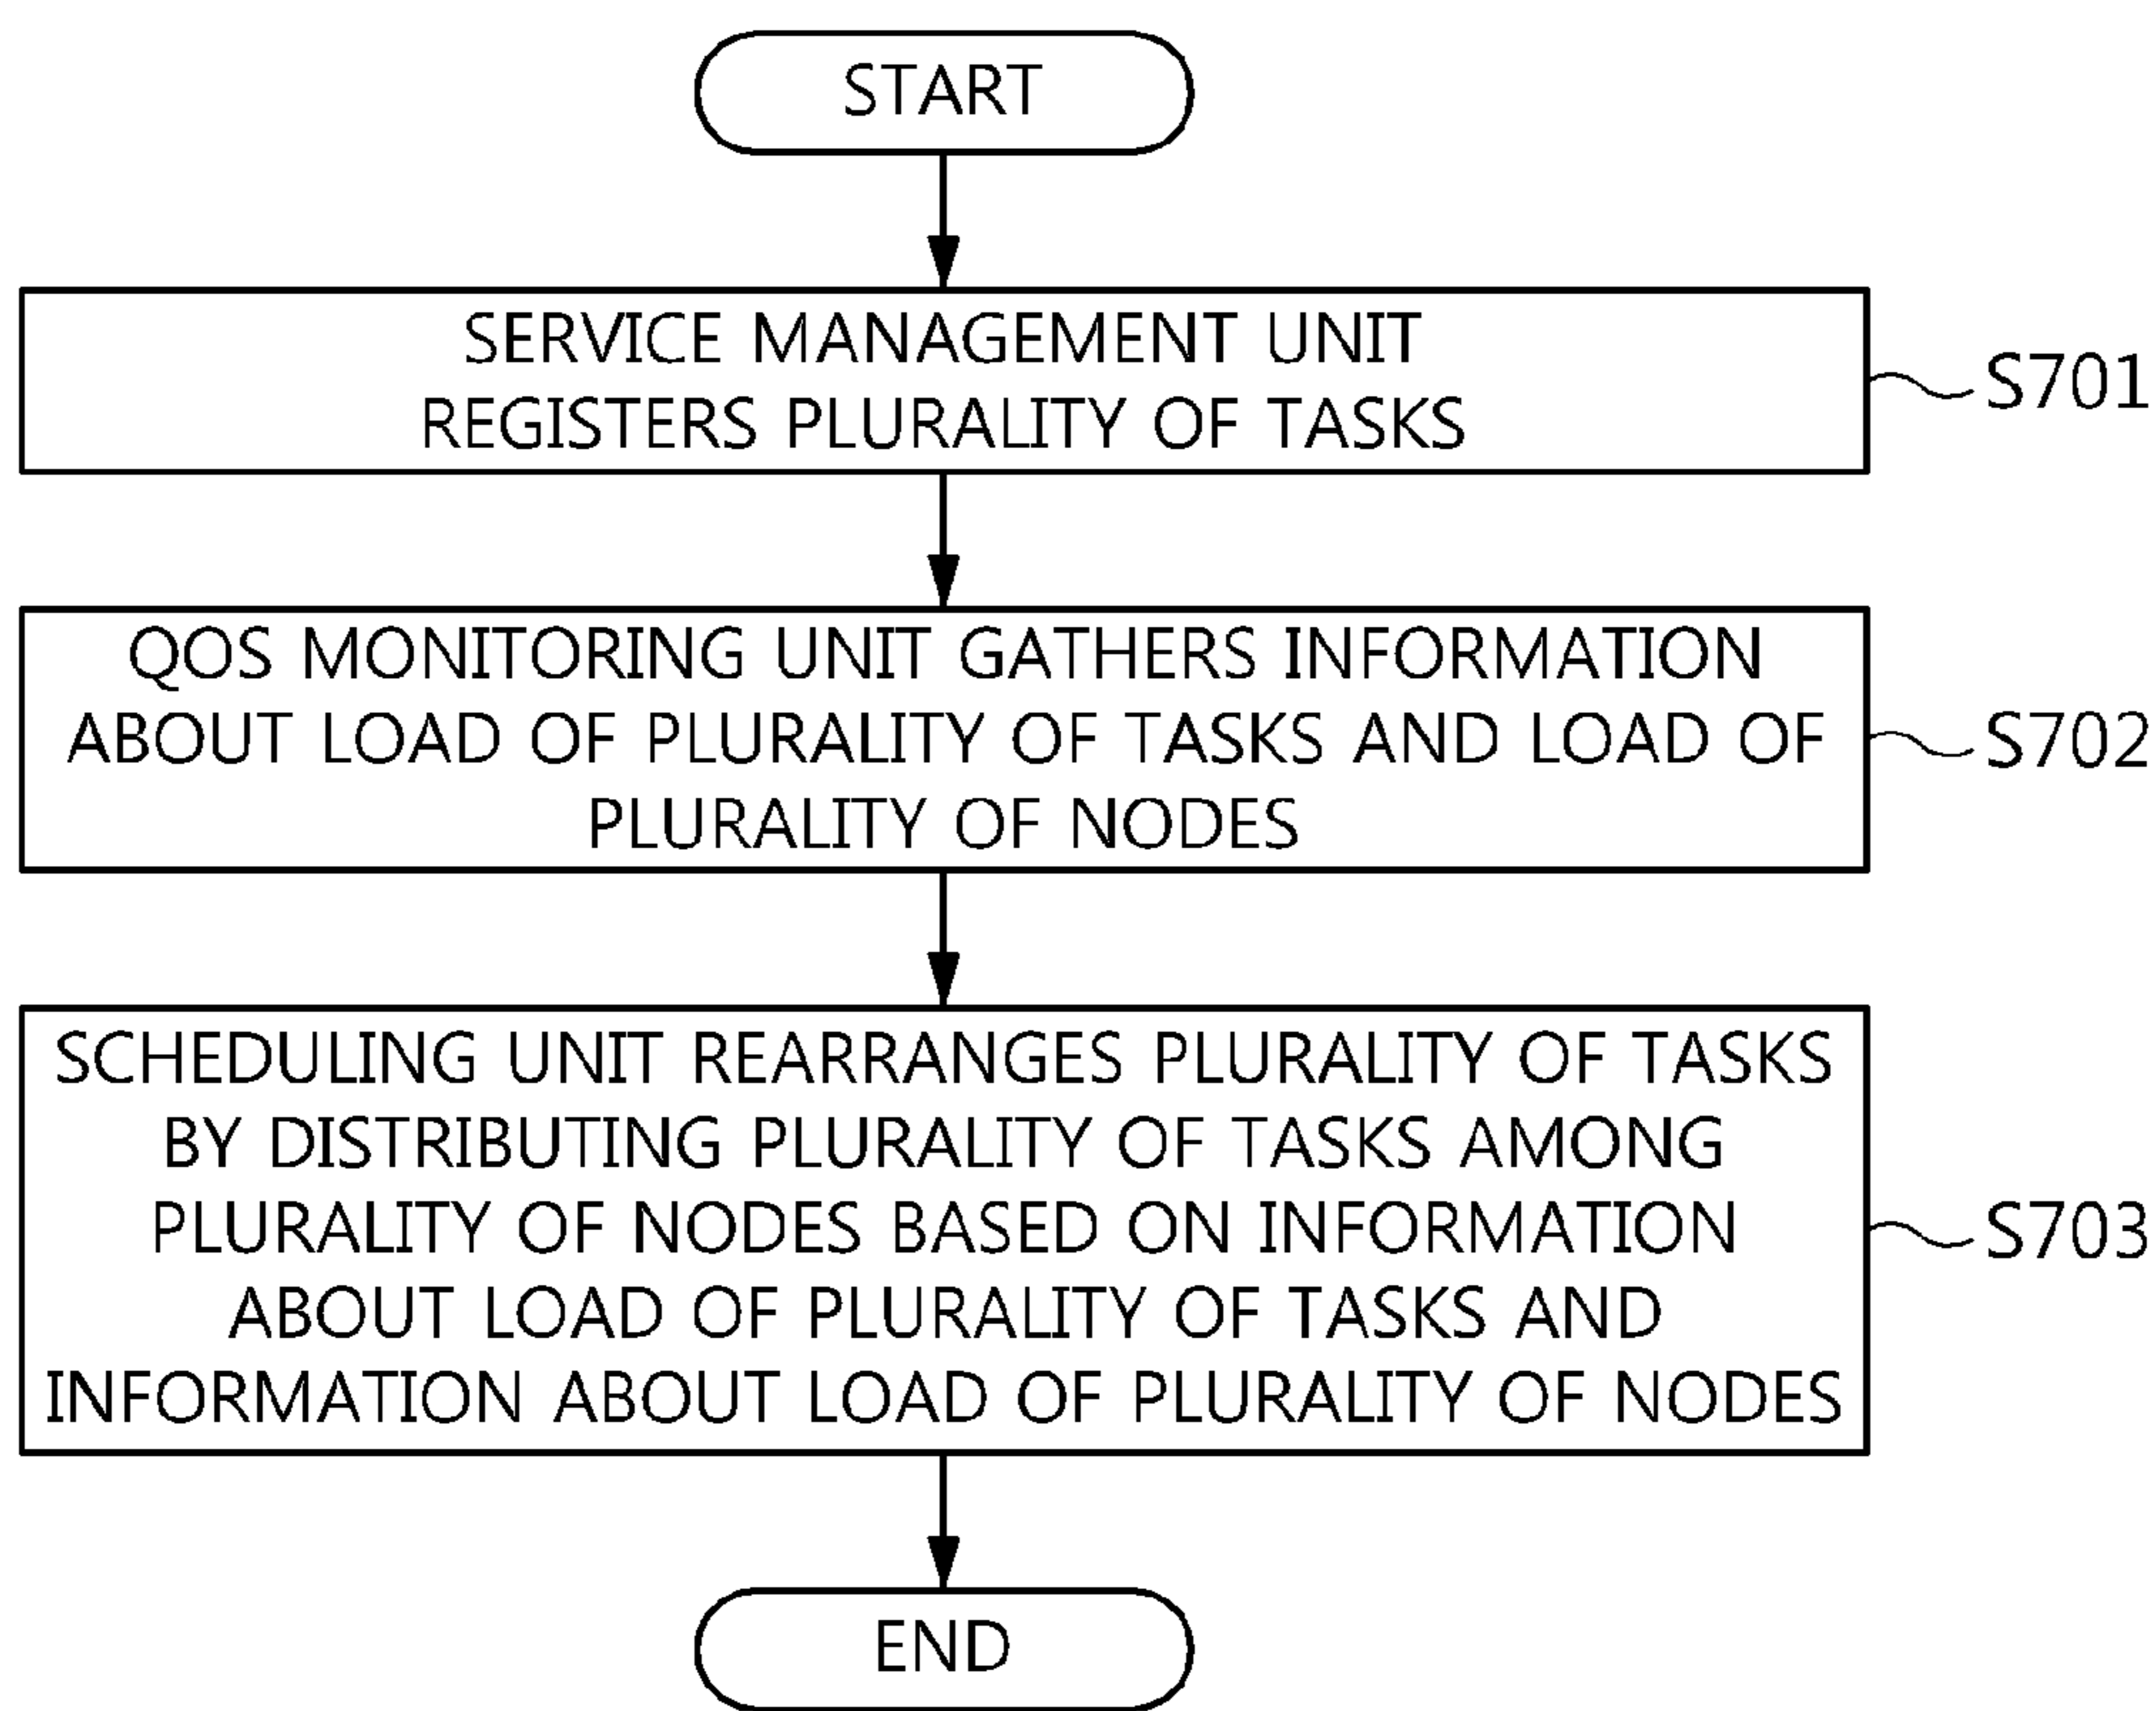 START
SERVICE MANAGEMENT UNIT
REGISTERS PLURALITY OF TASKS
S701
QOS MONITORING UNIT GATHERS INFORMATION
ABOUT LOAD OF PLURALITY OF TASKS AND LOAD OF
PLURALITY OF NODES
S702
SCHEDULING UNIT REARRANGES PLURALITY OF TASKS
BY DISTRIBUTING PLURALITY OF TASKS AMONG
PLURALITY OF NODES BASED ON INFORMATION
ABOUT LOAD OF PLURALITY OF TASKS AND
INFORMATION ABOUT LOAD OF PLURALITY OF NODES
S703
END